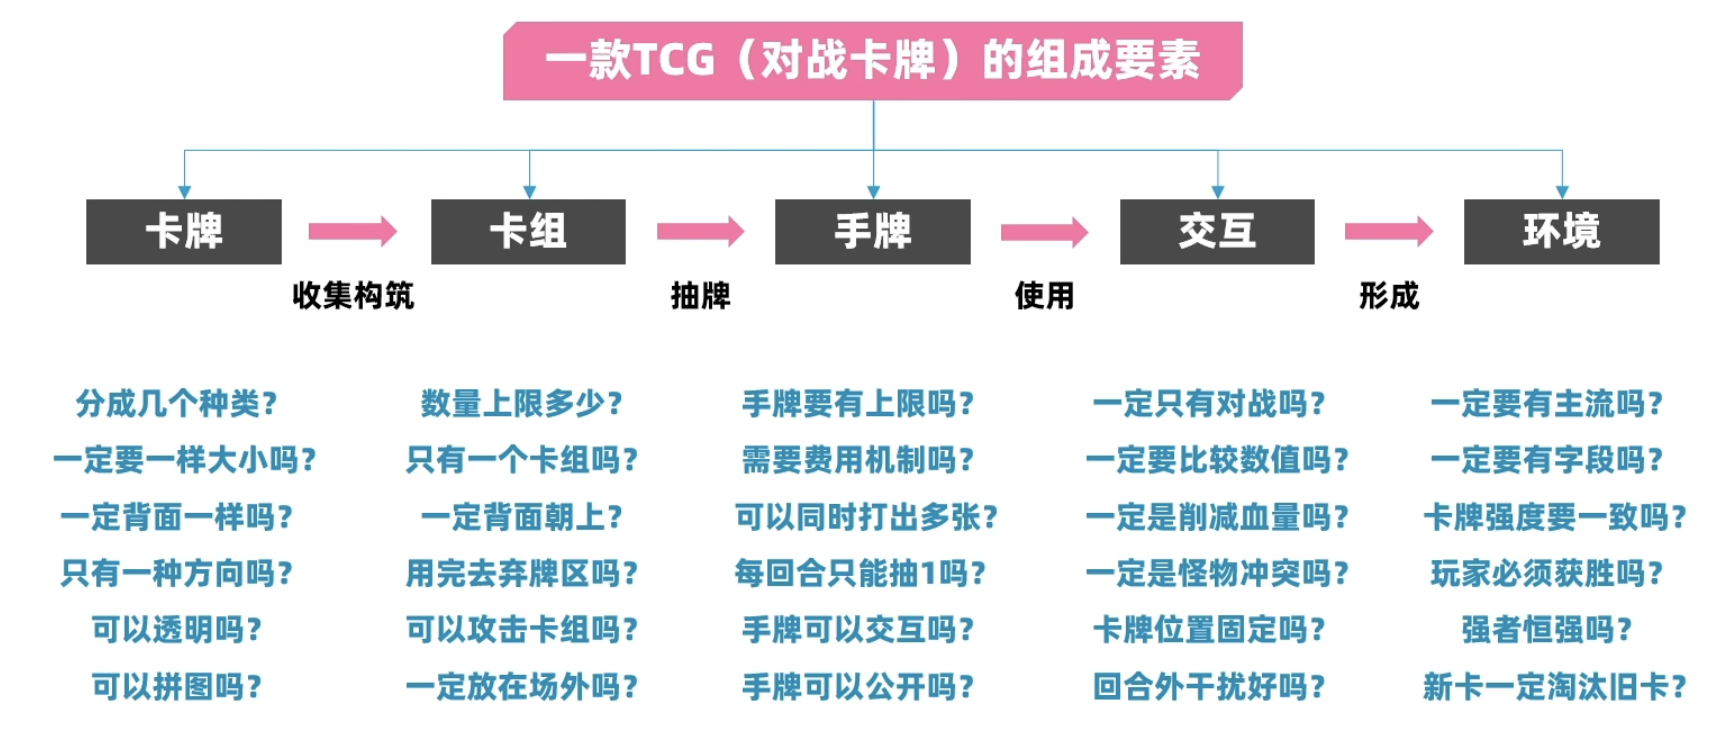 一款TCG（对战卡牌）的组成要素
卡牌
卡组
手牌
交互
环境
收集构筑
抽牌
使用
形成
分成几个种类？
一定要一样大小吗？
一定背面一样吗？
只有一种方向吗？
可以透明吗？
可以拼图吗？
数量上限多少？
只有一个卡组吗？
一定背面朝上？
用完去弃牌区吗？
可以攻击卡组吗？
一定放在场外吗？
手牌要有上限吗？
需要费用机制吗？
可以同时打出多张？
每回合只能抽1吗？
手牌可以交互吗？
手牌可以公开吗？
一定只有对战吗？
一定要比较数值吗？
一定是削减血量吗？
一定是怪物冲突吗？
卡牌位置固定吗？
回合外干扰好吗？
一定要有主流吗？
一定要有字段吗？
卡牌强度要一致吗？
玩家必须获胜吗？
强者恒强吗？
新卡一定淘汰旧卡？